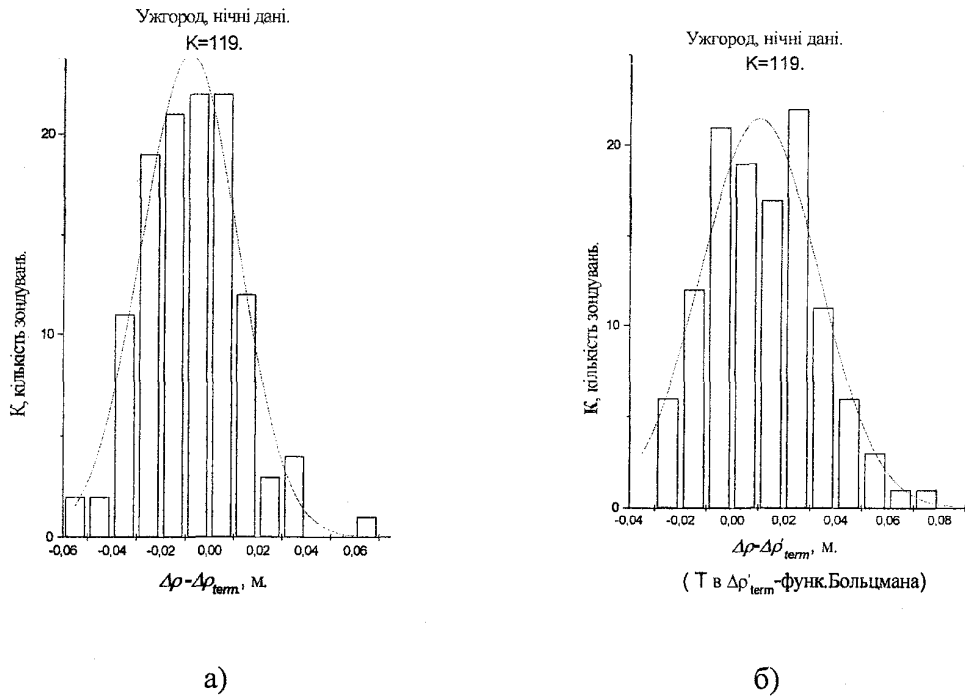 Ужгород, нічні дані.
K=119.
20
10
0
K, кількість зондувань.
-0,06 -0,04 -0,02 0,00 0,02 0,04 0,06
Δρ-Δρterm, м.
а)
Ужгород, нічні дані.
K=119.
20
10
0
K, кількість зондувань.
-0,04 -0,02 0,00 0,02 0,04 0,06 0,08
Δρ-Δρ'term, м.
( T в Δρ'term-функ.Больцмана)
б)